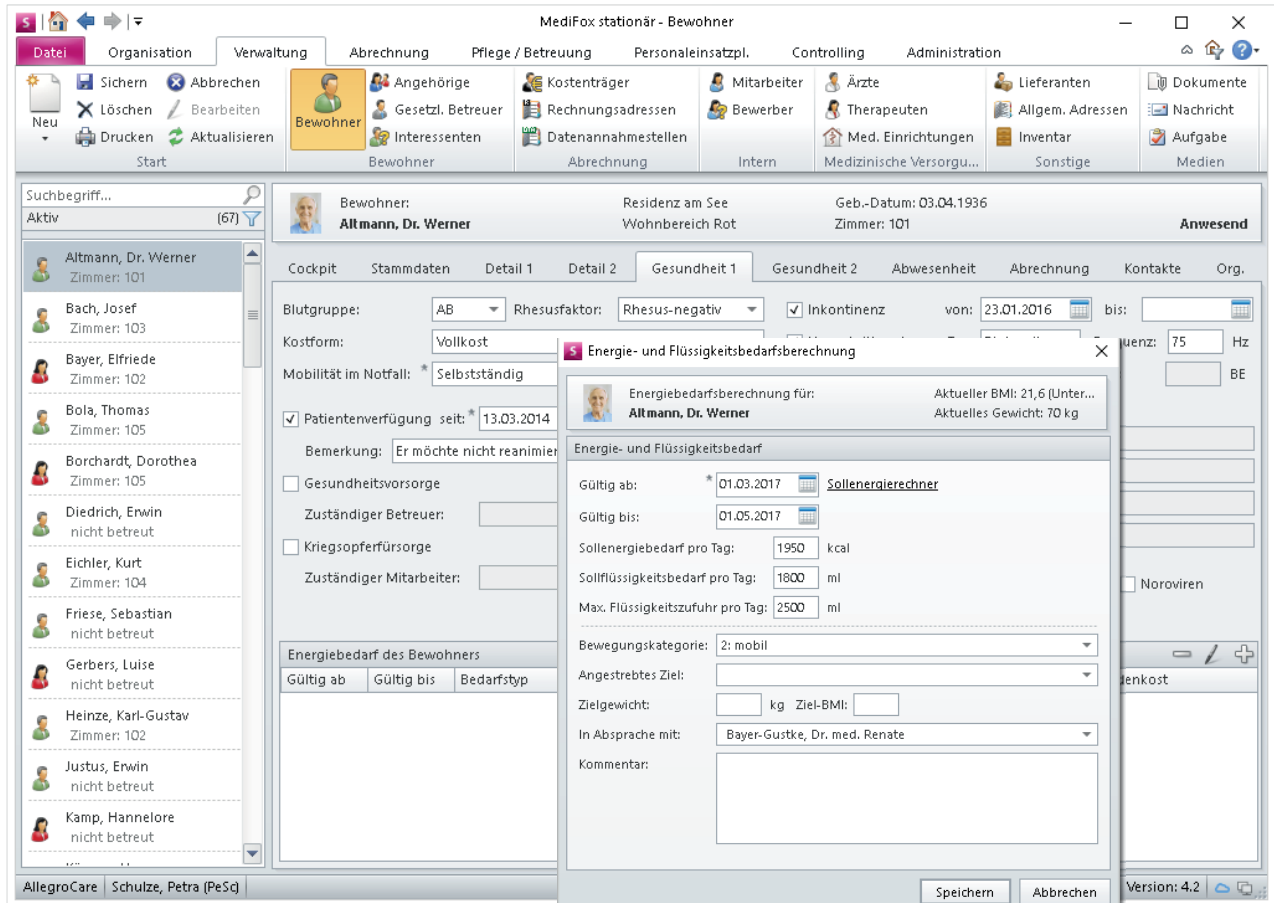 MediFox stationär - Bewohner
Datei Organisation Verwaltung Abrechnung Pflege / Betreuung Personaleinsatzpl. Controlling Administration
Neu
Sichern Abbrechen
Löschen Bearbeiten
Drucken Aktualisieren
Start
Bewohner
Angehörige
Gesetzl. Betreuer
Interessenten
Bewohner
Kostenträger
Rechnungsadressen
Datenannahmestellen
Abrechnung
Mitarbeiter
Bewerber
Intern
Ärzte
Therapeuten
Med. Einrichtungen
Medizinische Versorgu...
Lieferanten
Allgem. Adressen
Inventar
Sonstige
Dokumente
Nachricht
Aufgabe
Medien
Suchbegriff...
Aktiv (67)
Altmann, Dr. Werner
Zimmer: 101
Bach, Josef
Zimmer: 103
Bayer, Elfriede
Zimmer: 102
Bola, Thomas
Zimmer: 105
Borchardt, Dorothea
Zimmer: 105
Diedrich, Erwin
nicht betreut
Eichler, Kurt
Zimmer: 104
Friese, Sebastian
nicht betreut
Gerbers, Luise
nicht betreut
Heinze, Karl-Gustav
Zimmer: 102
Justus, Erwin
nicht betreut
Kamp, Hannelore
nicht betreut
Bewohner: Residenz am See Geb.-Datum: 03.04.1936
Altmann, Dr. Werner Wohnbereich Rot Zimmer: 101 Anwesend
Cockpit Stammdaten Detail 1 Detail 2 Gesundheit 1 Gesundheit 2 Abwesenheit Abrechnung Kontakte Org.
Blutgruppe: AB Rhesusfaktor: Rhesus-negativ Inkontinenz von: 23.01.2016 bis:
Kostform: Vollkost
uenz: 75 Hz
Mobilität im Notfall: * Selbstständig
BE
Patientenverfügung seit: * 13.03.2014
Bemerkung: Er möchte nicht reanimier
Gesundheitsvorsorge
Zuständiger Betreuer:
Kriegsopferfürsorge
Zuständiger Mitarbeiter:
Noroviren
Energiebedarf des Bewohners
Gültig ab Gültig bis Bedarfstyp
denkost
Energie- und Flüssigkeitsbedarfsberechnung
Energiebedarfsberechnung für: Aktueller BMI: 21,6 (Unter...
Altmann, Dr. Werner Aktuelles Gewicht: 70 kg
Energie- und Flüssigkeitsbedarf
Gültig ab: * 01.03.2017 Sollenergierechner
Gültig bis: 01.05.2017
Sollenergiebedarf pro Tag: 1950 kcal
Sollflüssigkeitsbedarf pro Tag: 1800 ml
Max. Flüssigkeitszufuhr pro Tag: 2500 ml
Bewegungskategorie: 2: mobil
Angestrebtes Ziel:
Zielgewicht: kg Ziel-BMI:
In Absprache mit: Bayer-Gustke, Dr. med. Renate
Kommentar:
Speichern Abbrechen
AllegroCare Schulze, Petra (PeSc) Version: 4.2